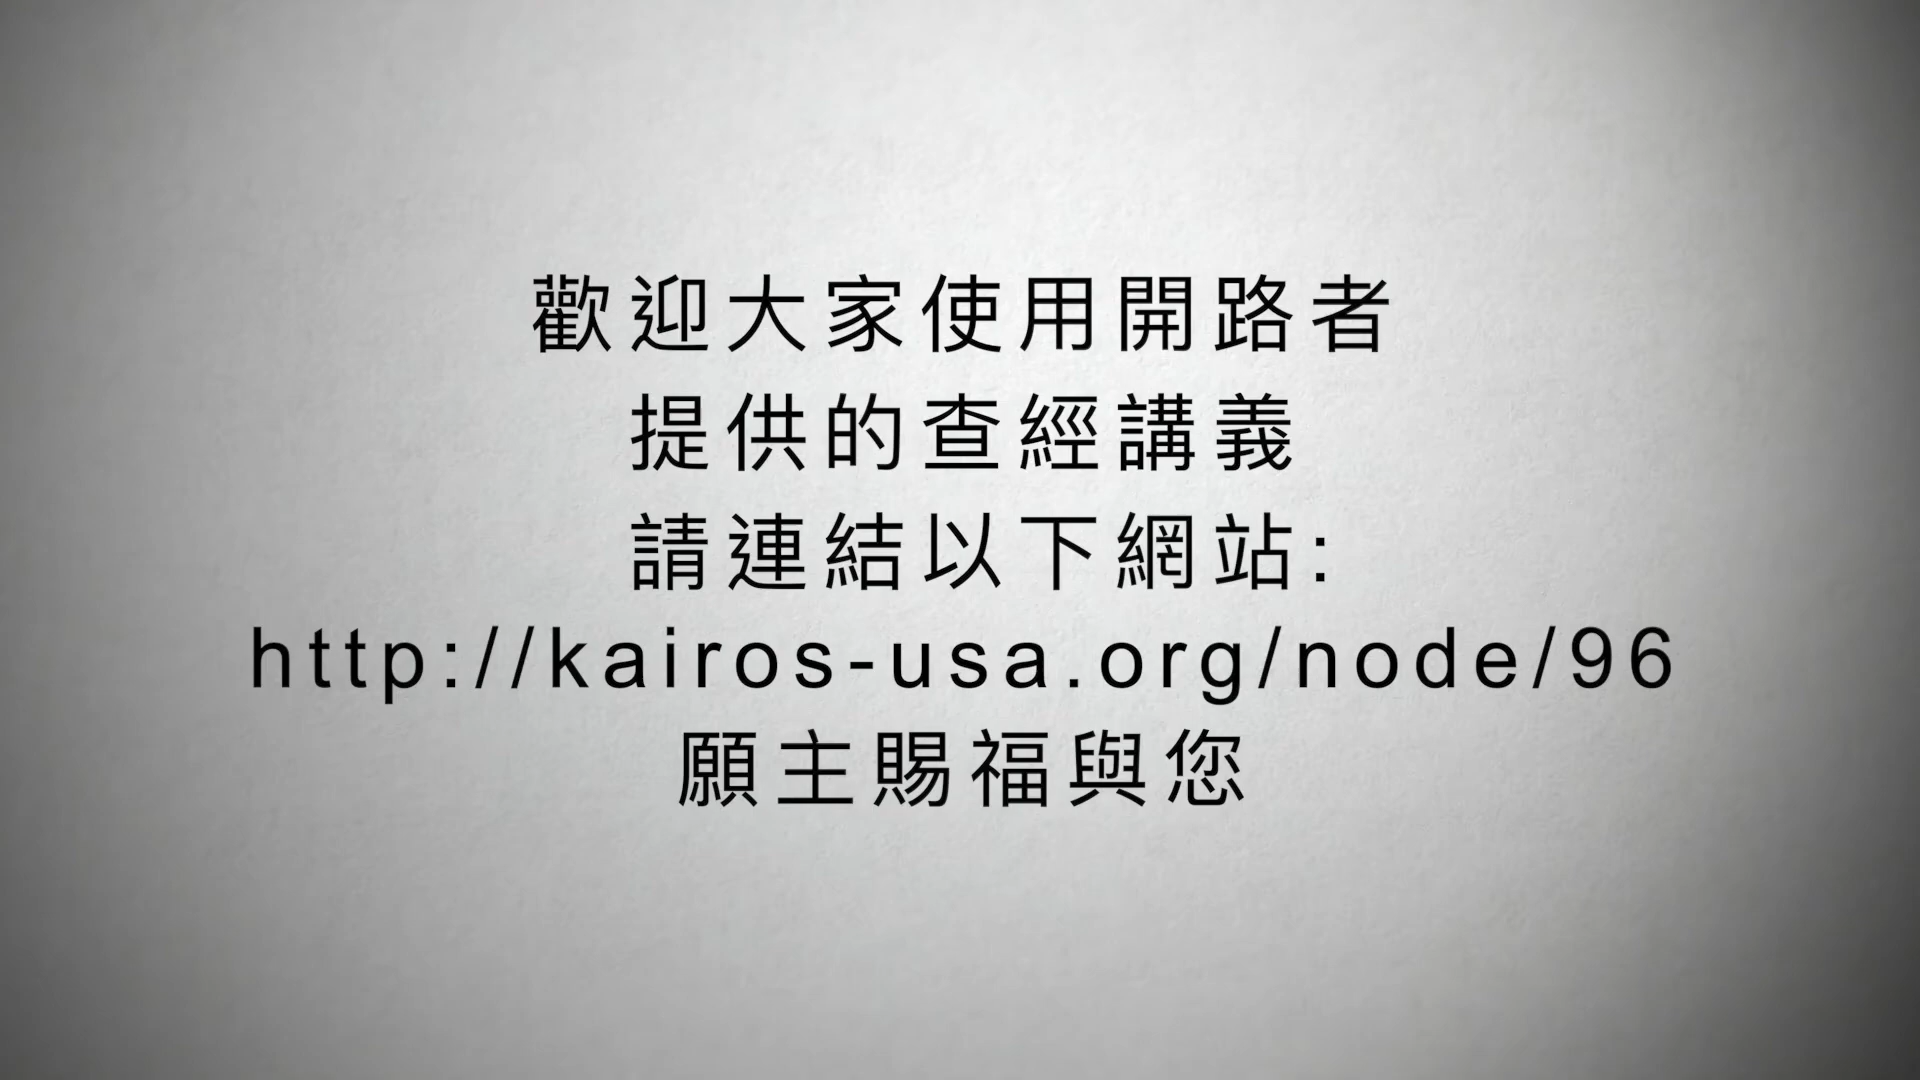 歡迎大家使用開路者
提供的查經講義
請連結以下網站:
http://kairos-usa.org/node/96
願主賜福與您